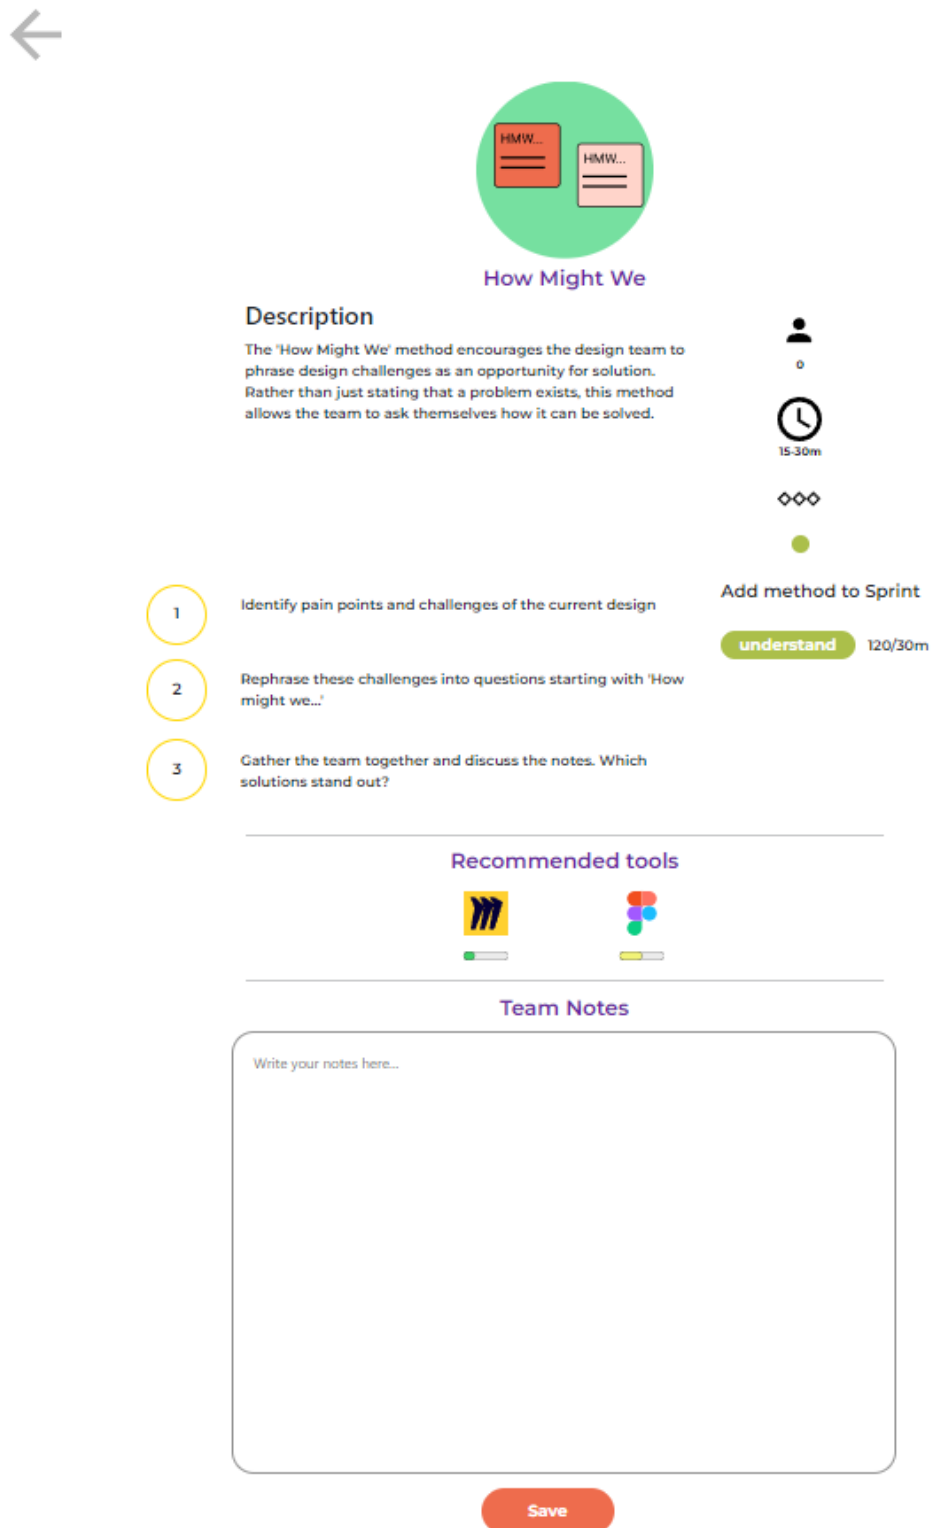 HMW...
HMW...
How Might We
Description
The 'How Might We' method encourages the design team to
phrase design challenges as an opportunity for solution.
Rather than just stating that a problem exists, this method
allows the team to ask themselves how it can be solved.
0
15-30m
Add method to Sprint
understand 120/30m
1
Identify pain points and challenges of the current design
2
Rephrase these challenges into questions starting with 'How
might we...'
3
Gather the team together and discuss the notes. Which
solutions stand out?
Recommended tools
Team Notes
Write your notes here...
Save